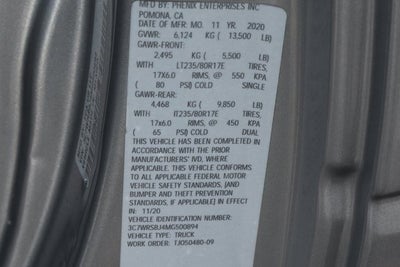 MFD BY: PHENIX ENTERPRISES INC
POMONA, CA
DATE OF MFR: MO. 11 YR. 2020
GVWR: 6,124 KG ( 13,500 LB)
GAWR-FRONT:
2,495 KG ( 5,500 LB)
WITH LT235/80R17E TIRES,
17X6.0 RIMS, @ 550 KPA
( 80 PSI) COLD SINGLE
GAWR-REAR:
4,468 KG ( 9,850 LB)
WITH LT235/80R17E TIRES,
17x6.0 RIMS, @ 450 KPA
( 65 PSI) COLD DUAL
THIS VEHICLE HAS BEEN COMPLETED IN
ACCORDANCE WITH THE PRIOR
MANUFACTURERS' IVD, WHERE
APPLICABLE. THIS VEHICLE CONFORMS
TO ALL APPLICABLE FEDERAL MOTOR
VEHICLE SAFETY STANDARDS, [and
BUMPER and THEFT PREVENTION
STANDARDS, if APPLICABLE] IN EFFECT
IN: 11/20
VEHICLE IDENTIFICATION NUMBER:
3C7WRSBJ4MG500894
VEHICLE TYPE: TRUCK
WORK ORDER: TJ050480-09